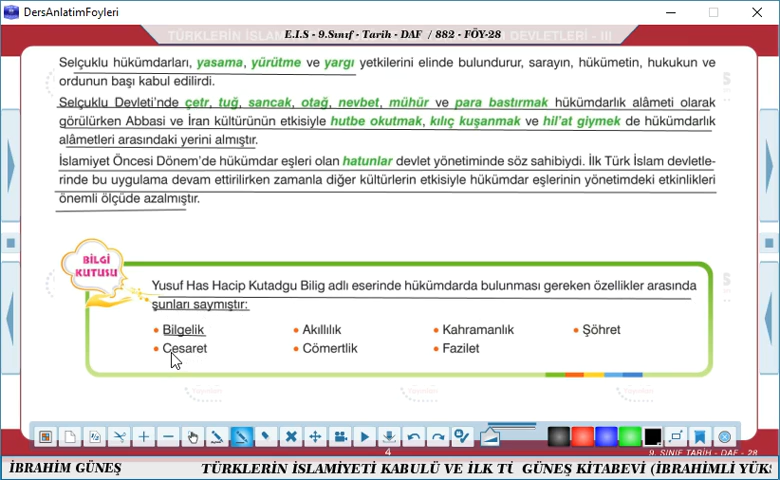 DersAnlatimFoyleri
E.I.S - 9.Sınıf - Tarih - DAF / 882 - FÖY-28
Selçuklu hükümdarları, yasama, yürütme ve yargı yetkilerini elinde bulundurur, sarayın, hükümetin, hukukun ve
ordunun başı kabul edilirdi.
Selçuklu Devleti'nde çetr, tuğ, sancak, otağ, nevbet, mühür ve para bastırmak hükümdarlık alâmeti olarak
görülürken Abbasi ve İran kültürünün etkisiyle hutbe okutmak, kılıç kuşanmak ve hil'at giymek de hükümdarlık
alâmetleri arasındaki yerini almıştır.
İslamiyet Öncesi Dönem'de hükümdar eşleri olan hatunlar devlet yönetiminde söz sahibiydi. İlk Türk İslam devletle-
rinde bu uygulama devam ettirilirken zamanla diğer kültürlerin etkisiyle hükümdar eşlerinin yönetimdeki etkinlikleri
önemli ölçüde azalmıştır.
BİLGİ
KUTUSU
Yusuf Has Hacip Kutadgu Bilig adlı eserinde hükümdarda bulunması gereken özellikler arasında
şunları saymıştır:
• Bilgelik • Akıllılık • Kahramanlık • Şöhret
• Cesaret • Cömertlik • Fazilet
4
9. SINIF TARİH - DAF - 28
İBRAHİM GÜNEŞ TÜRKLERİN İSLAMİYETİ KABULÜ VE İLK TÜ GÜNEŞ KİTABEVİ (İBRAHİMLİ YÜKS